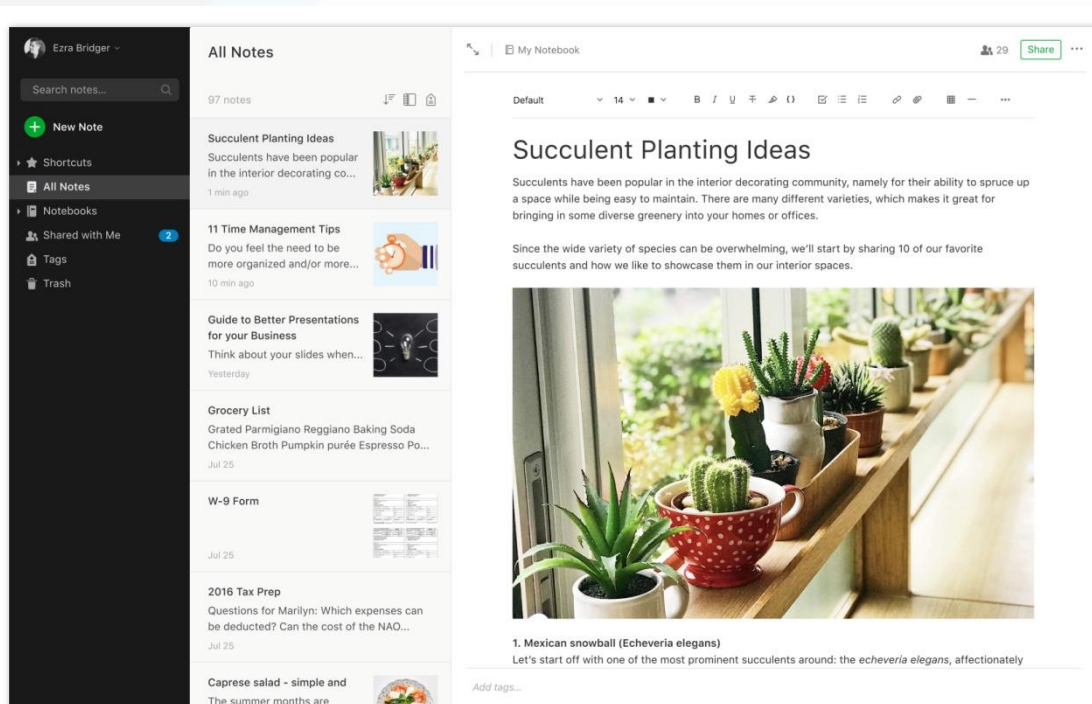 Ezra Bridger
Search notes...
New Note
Shortcuts
All Notes
Notebooks
Shared with Me 2
Tags
Trash
All Notes
97 notes
Succulent Planting Ideas
Succulents have been popular
in the interior decorating co...
1 min ago
11 Time Management Tips
Do you feel the need to be
more organized and/or more...
10 min ago
Guide to Better Presentations
for your Business
Think about your slides when...
Yesterday
Grocery List
Grated Parmigiano Reggiano Baking Soda
Chicken Broth Pumpkin purée Espresso Po...
Jul 25
W-9 Form
Jul 25
2016 Tax Prep
Questions for Marilyn: Which expenses can
be deducted? Can the cost of the NAO...
Jul 25
Caprese salad - simple and
The summer months are
My Notebook
29 Share
Default 14 B I U T {}
Succulent Planting Ideas
Succulents have been popular in the interior decorating community, namely for their ability to spruce up
a space while being easy to maintain. There are many different varieties, which makes it great for
bringing in some diverse greenery into your homes or offices.
Since the wide variety of species can be overwhelming, we'll start by sharing 10 of our favorite
succulents and how we like to showcase them in our interior spaces.
1. Mexican snowball (Echeveria elegans)
Let's start off with one of the most prominent succulents around: the echeveria elegans, affectionately
Add tags...